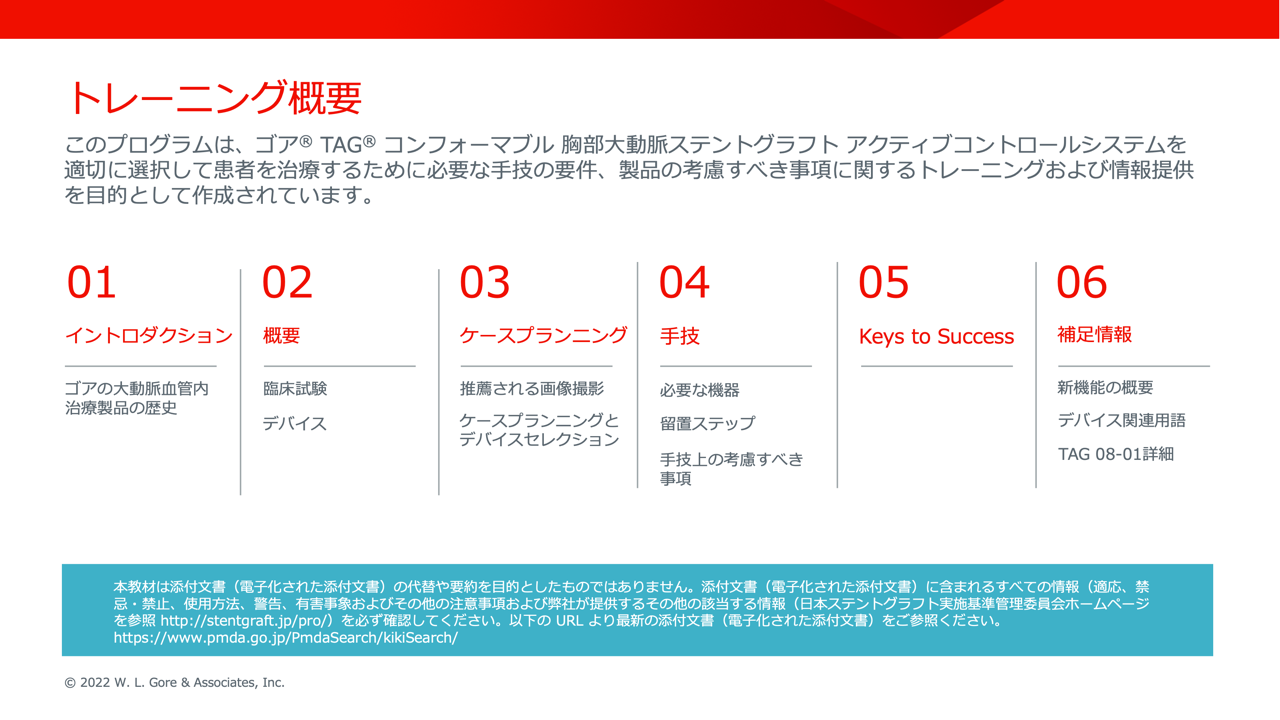 トレーニング概要
このプログラムは、ゴア® TAG® コンフォーマブル 胸部大動脈ステントグラフト アクティブコントロールシステムを
適切に選択して患者を治療するために必要な手技の要件、製品の考慮すべき事項に関するトレーニングおよび情報提供
を目的として作成されています。
01
イントロダクション
ゴアの大動脈血管内
治療製品の歴史
02
概要
臨床試験
デバイス
03
ケースプランニング
推薦される画像撮影
ケースプランニングと
デバイスセレクション
04
手技
必要な機器
留置ステップ
手技上の考慮すべき
事項
05
Keys to Success
06
補足情報
新機能の概要
デバイス関連用語
TAG 08-01詳細
本教材は添付文書（電子化された添付文書）の代替や要約を目的としたものではありません。添付文書（電子化された添付文書）に含まれるすべての情報（適応、禁
忌・禁止、使用方法、警告、有害事象およびその他の注意事項および弊社が提供するその他の該当する情報（日本ステントグラフト実施基準管理委員会ホームページ
を参照 http://stentgraft.jp/pro/）を必ず確認してください。以下の URL より最新の添付文書（電子化された添付文書）をご参照ください。
https://www.pmda.go.jp/PmdaSearch/kikiSearch/
© 2022 W. L. Gore & Associates, Inc.